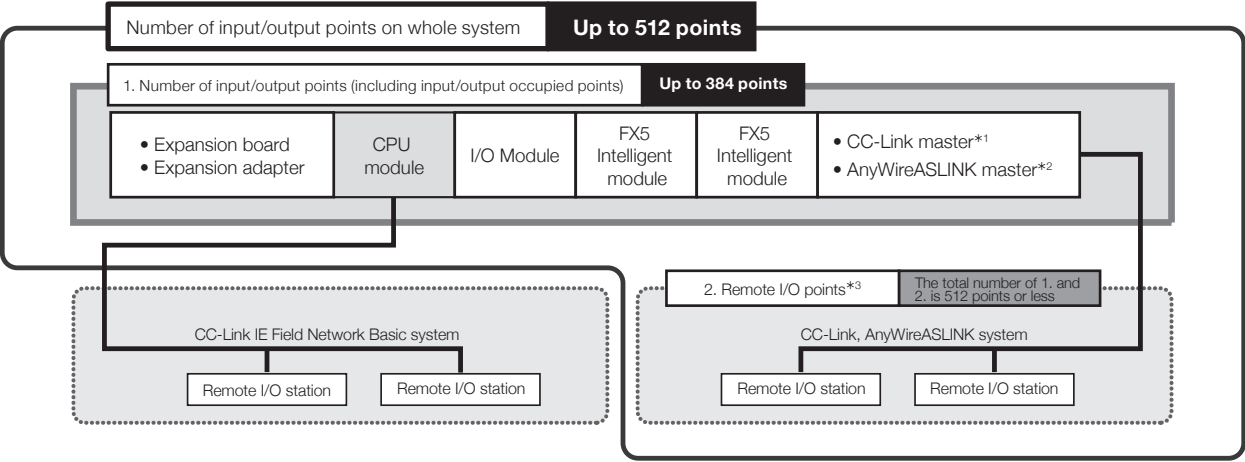 Number of input/output points on whole system Up to 512 points
1. Number of input/output points (including input/output occupied points) Up to 384 points
• Expansion board
• Expansion adapter
CPU
module
I/O Module
FX5
Intelligent
module
FX5
Intelligent
module
• CC-Link master*1
• AnyWireASLINK master*2
2. Remote I/O points*3
The total number of 1. and
2. is 512 points or less
CC-Link IE Field Network Basic system
Remote I/O station
Remote I/O station
CC-Link, AnyWireASLINK system
Remote I/O station
Remote I/O station